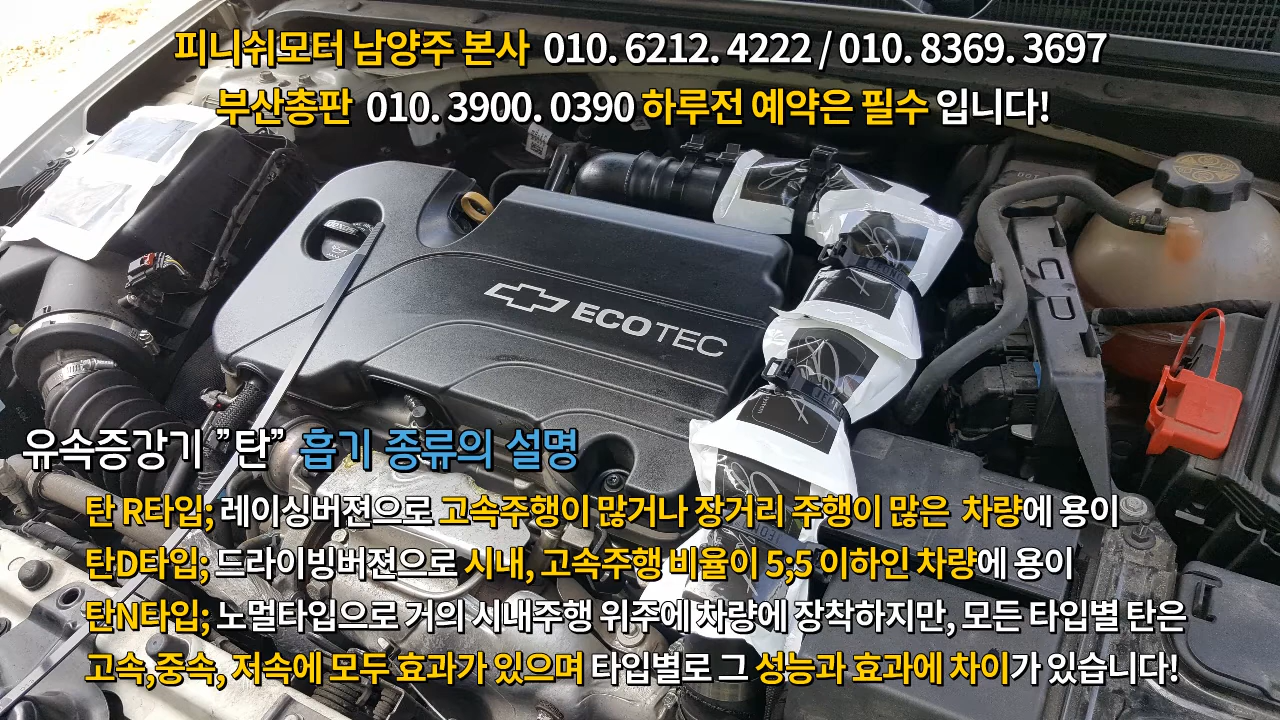 피니쉬모터 남양주 본사 010. 6212. 4222 / 010. 8369. 3697
부산총판 010. 3900. 0390 하루전 예약은 필수 입니다!
ECOTEC
유속증강기 "탄" 흡기 종류의 설명
탄 R타입; 레이싱버젼으로 고속주행이 많거나 장거리 주행이 많은 차량에 용이
탄D타입; 드라이빙버젼으로 시내, 고속주행 비율이 5;5 이하인 차량에 용이
탄N타입; 노멀타입으로 거의 시내주행 위주에 차량에 장착하지만, 모든 타입별 탄은
고속,중속, 저속에 모두 효과가 있으며 타입별로 그 성능과 효과에 차이가 있습니다!